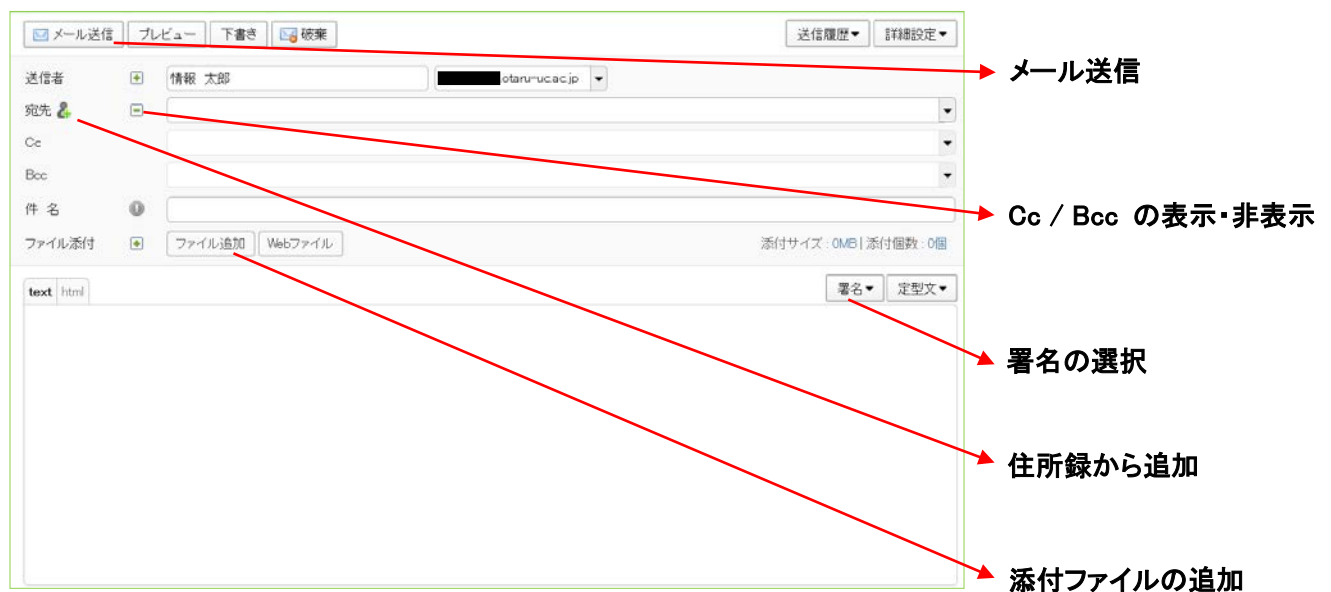 メール送信 プレビュー 下書き 破棄 送信履歴▼ 詳細設定▼
メール送信
送信者 情報 太郎 otaru-uc.ac.jp
宛先
Cc
Bcc
件 名
Cc / Bcc の表示・非表示
ファイル添付 ファイル追加 Webファイル 添付サイズ : 0MB | 添付個数 : 0個
text html 署名▼ 定型文▼
署名の選択
住所録から追加
添付ファイルの追加